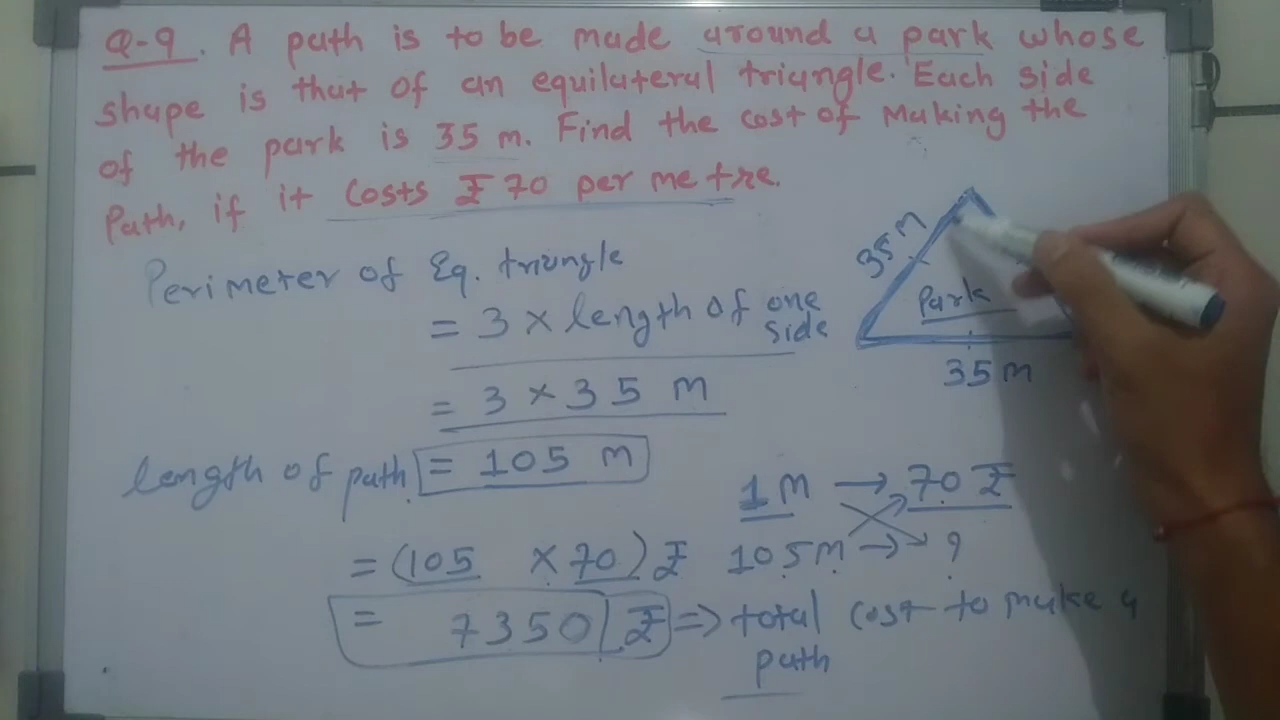 Q-9. A path is to be made around a park whose
shape is that of an equilateral triangle. Each side
of the park is 35 m. Find the cost of Making the
Path, if it Costs ₹70 per metre.
Perimeter of Eq. triangle
= 3 × length of one side
= 3 × 35 m
length of path = 105 m
= (105 × 70) ₹
= 7350/₹ => total cost to make a
path
35 m
Park
35 m
1 m → 70 ₹
105 m → ?